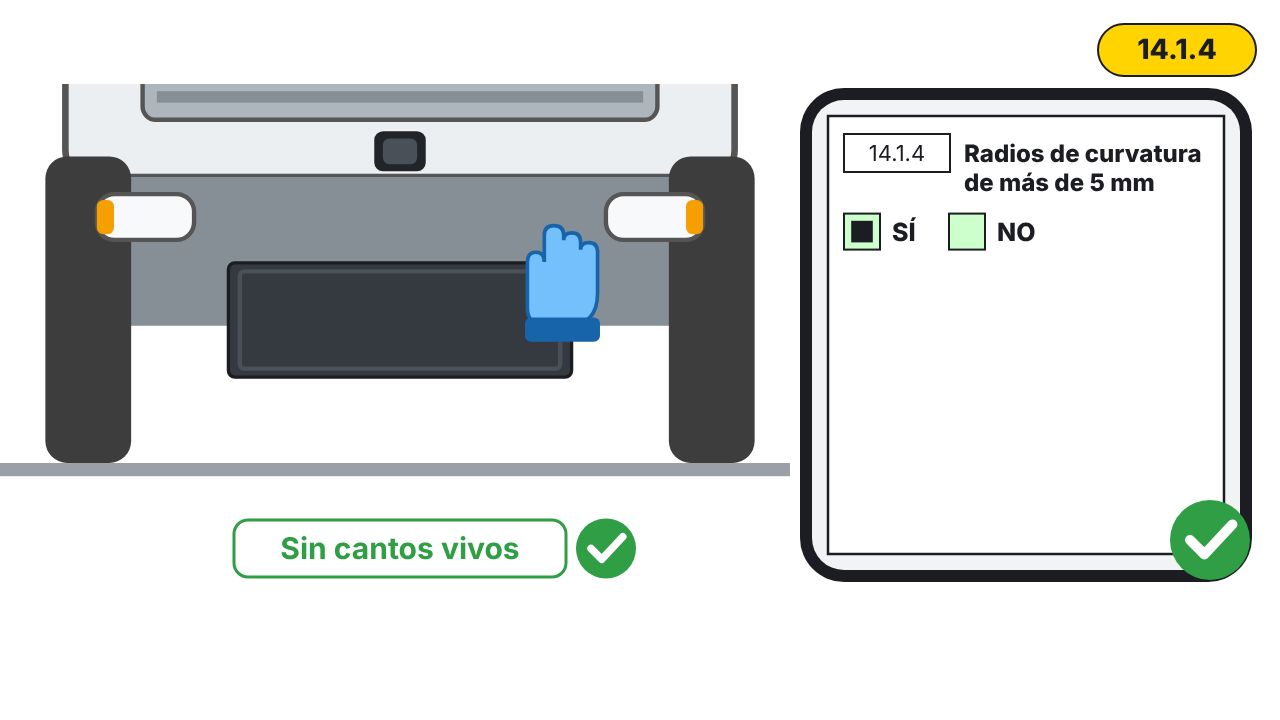 14.1.4
14.1.4
Radios de curvatura
de más de 5 mm
SÍ
NO
Sin cantos vivos